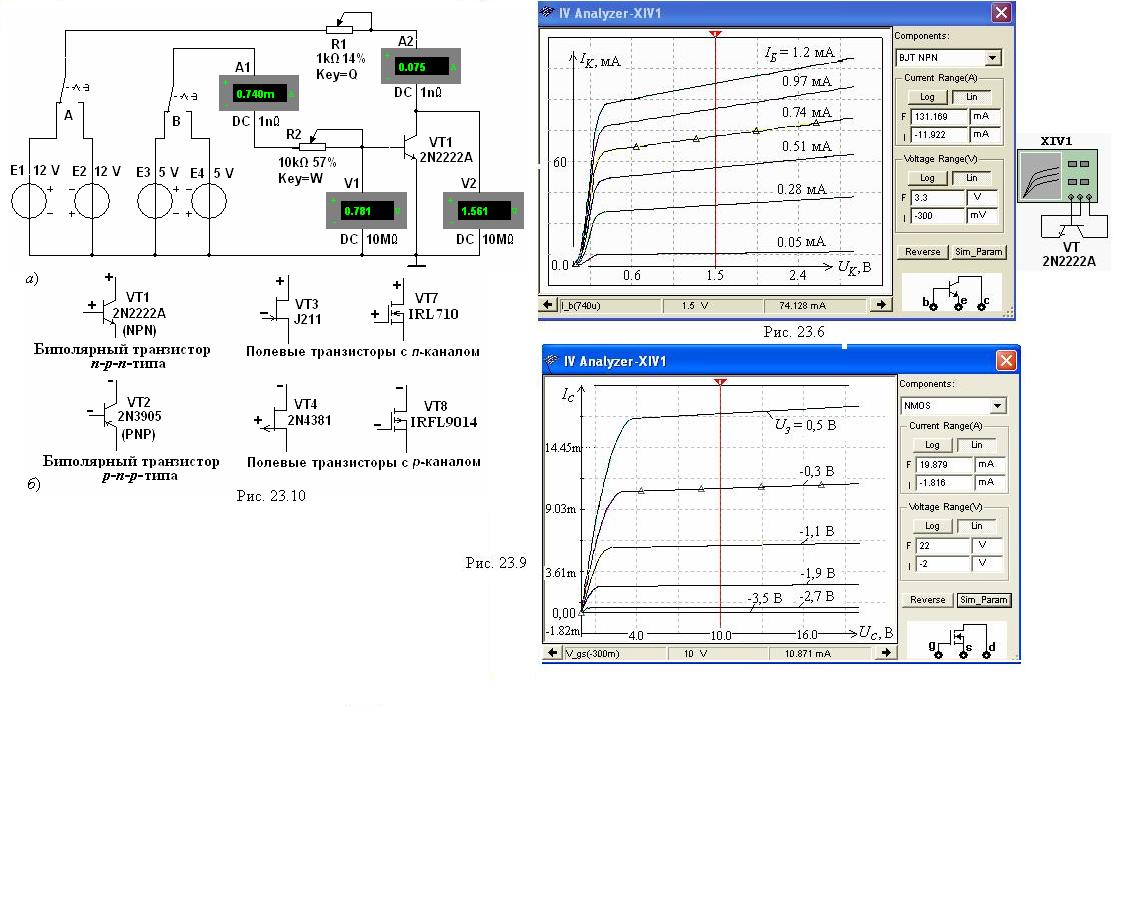 R1
1kΩ 14%
Key=Q
A2
0.075 A
DC 1nΩ
A1
0.740m A
DC 1nΩ
A
B
R2
10kΩ 57%
Key=W
VT1
2N2222A
E1 12 V
E2 12 V
E3 5 V
E4 5 V
V1
0.781
DC 10MΩ
V2
1.561
DC 10MΩ
а)
VT1
2N2222A
(NPN)
Биполярный транзистор
n-p-n-типа
VT3
J211
VT7
IRL710
Полевые транзисторы с n-каналом
VT2
2N3905
(PNP)
Биполярный транзистор
p-n-p-типа
VT4
2N4381
VT8
IRFL9014
Полевые транзисторы с p-каналом
б)
Рис. 23.10
IV Analyzer-XIV1
I К, мА
I Б = 1.2 мА
0.97 мА
0.74 мА
0.51 мА
0.28 мА
0.05 мА
60
0.0
0.6
1.5
2.4
U К, В
I_b(740u)
1.5 V
74.128 mA
Components:
BJT NPN
Current Range(A)
Log
Lin
F 131.169 mA
I -11.922 mA
Voltage Range(V)
Log
Lin
F 3.3 V
I -300 mV
Reverse
Sim_Param
b e c
XIV1
VT
2N2222A
Рис. 23.6
IV Analyzer-XIV1
I С
U З = 0,5 В
14.45m
-0,3 В
9.03m
-1,1 В
3.61m
-1,9 В
-3,5 В
-2,7 В
0,00
-1.82m
4.0
10.0
16.0
U С, В
V_gs(-300m)
10 V
10.871 mA
Components:
NMOS
Current Range(A)
Log
Lin
F 19.879 mA
I -1.816 mA
Voltage Range(V)
Log
Lin
F 22 V
I -2 V
Reverse
Sim_Param
g s d
Рис. 23.9